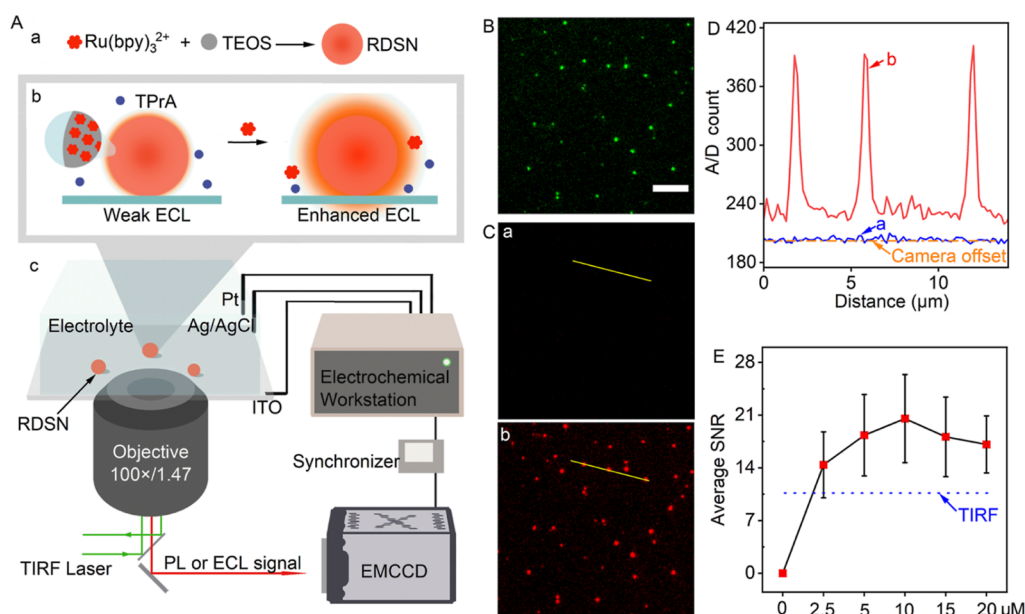 A
a
Ru(bpy)₃²⁺ + TEOS
RDSN
b
TPrA
Weak ECL
Enhanced ECL
c
Pt
Ag/AgCl
Electrolyte
RDSN
ITO
Electrochemical
Workstation
Objective
100×/1.47
Synchronizer
TIRF Laser
PL or ECL signal
EMCCD
B
C
a
b
D
A/D count
420
360
300
240
180
b
a
Camera offset
0
5
10
Distance (μm)
E
Average SNR
28
21
14
7
0
TIRF
0
2.5
5
10
15
20 uM